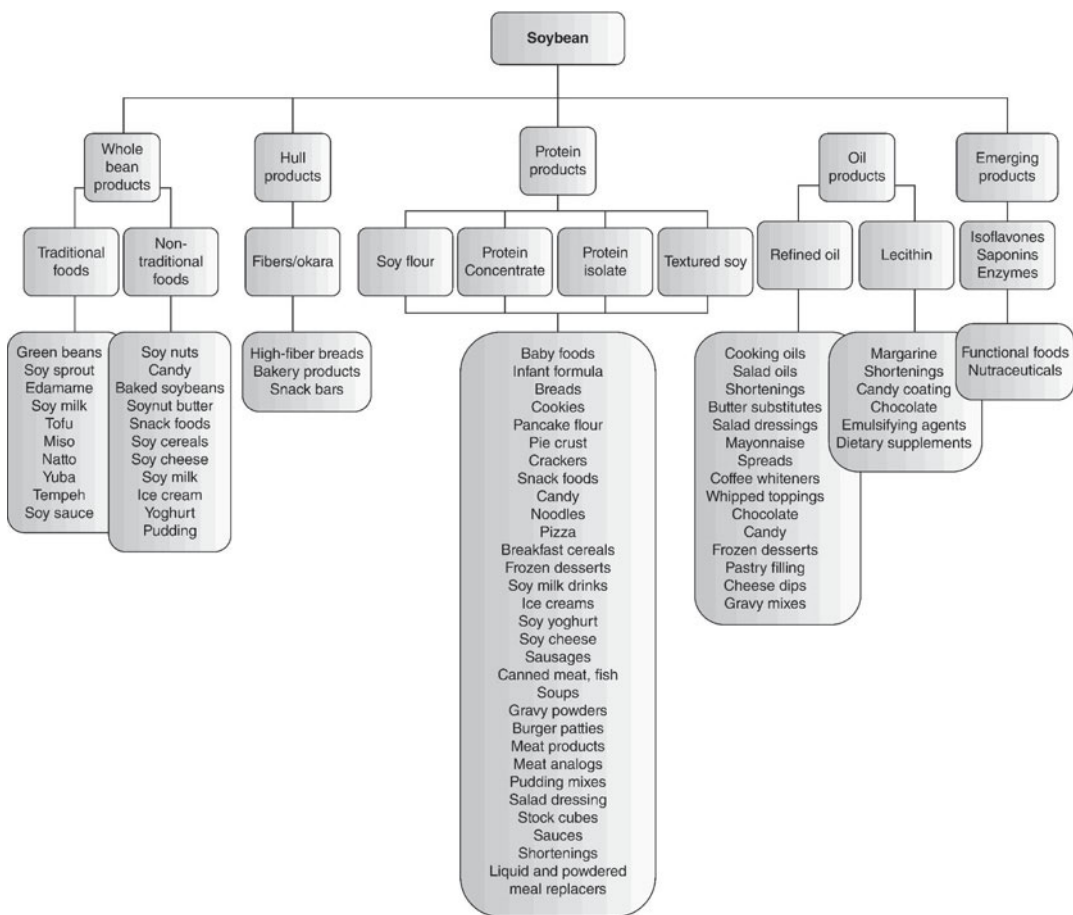 Soybean
Whole
bean
products
Hull
products
Protein
products
Oil
products
Emerging
products
Traditional
foods
Non-
traditional
foods
Fibers/okara
Soy flour
Protein
Concentrate
Protein
isolate
Textured soy
Refined oil
Lecithin
Isoflavones
Saponins
Enzymes
Green beans
Soy sprout
Edamame
Soy milk
Tofu
Miso
Natto
Yuba
Tempeh
Soy sauce
Soy nuts
Candy
Baked soybeans
Soynut butter
Snack foods
Soy cereals
Soy cheese
Soy milk
Ice cream
Yoghurt
Pudding
High-fiber breads
Bakery products
Snack bars
Baby foods
Infant formula
Breads
Cookies
Pancake flour
Pie crust
Crackers
Snack foods
Candy
Noodles
Pizza
Breakfast cereals
Frozen desserts
Soy milk drinks
Ice creams
Soy yoghurt
Soy cheese
Sausages
Canned meat, fish
Soups
Gravy powders
Burger patties
Meat products
Meat analogs
Pudding mixes
Salad dressing
Stock cubes
Sauces
Shortenings
Liquid and powdered
meal replacers
Cooking oils
Salad oils
Shortenings
Butter substitutes
Salad dressings
Mayonnaise
Spreads
Coffee whiteners
Whipped toppings
Chocolate
Candy
Frozen desserts
Pastry filling
Cheese dips
Gravy mixes
Margarine
Shortenings
Candy coating
Chocolate
Emulsifying agents
Dietary supplements
Functional foods
Nutraceuticals